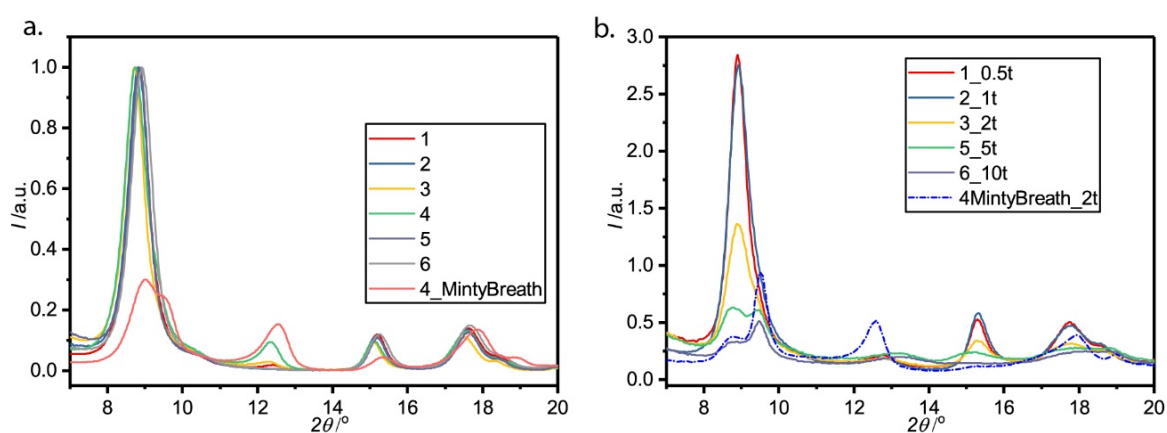 a.
I /a.u.
1.0
0.8
0.6
0.4
0.2
0.0
8 10 12 14 16 18 20
2θ/º
1
2
3
4
5
6
4_MintyBreath
b.
I /a.u.
3.0
2.5
2.0
1.5
1.0
0.5
0.0
8 10 12 14 16 18 20
2θ/º
1_0.5t
2_1t
3_2t
5_5t
6_10t
4MintyBreath_2t